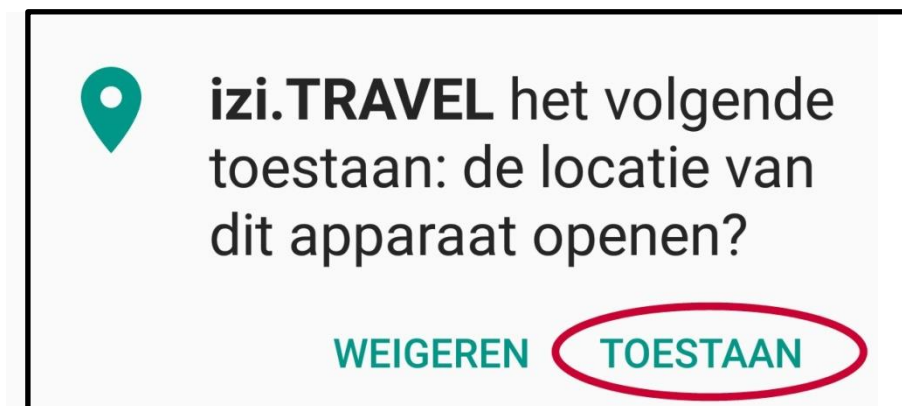 izi.TRAVEL het volgende
toestaan: de locatie van
dit apparaat openen?
WEIGEREN TOESTAAN